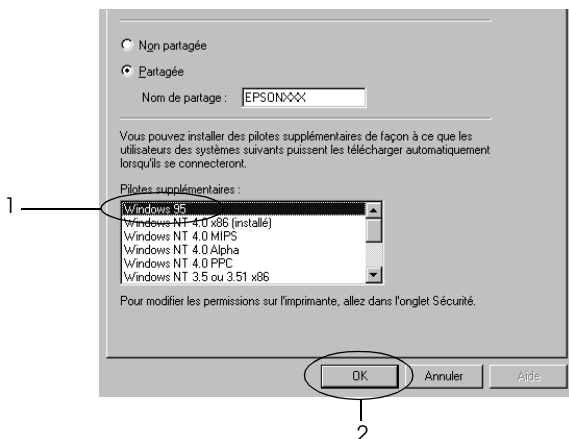 Non partagée
Partagée
Nom de partage : EPSONXXX
Vous pouvez installer des pilotes supplémentaires de façon à ce que les
utilisateurs des systèmes suivants puissent les télécharger automatiquement
lorsqu'ils se connecteront.
Pilotes supplémentaires :
1
Windows 95
Windows NT 4.0 x86 (installé)
Windows NT 4.0 MIPS
Windows NT 4.0 Alpha
Windows NT 4.0 PPC
Windows NT 3.5 ou 3.51 x86
Pour modifier les permissions sur l'imprimante, allez dans l'onglet Sécurité.
OK Annuler Aide
2